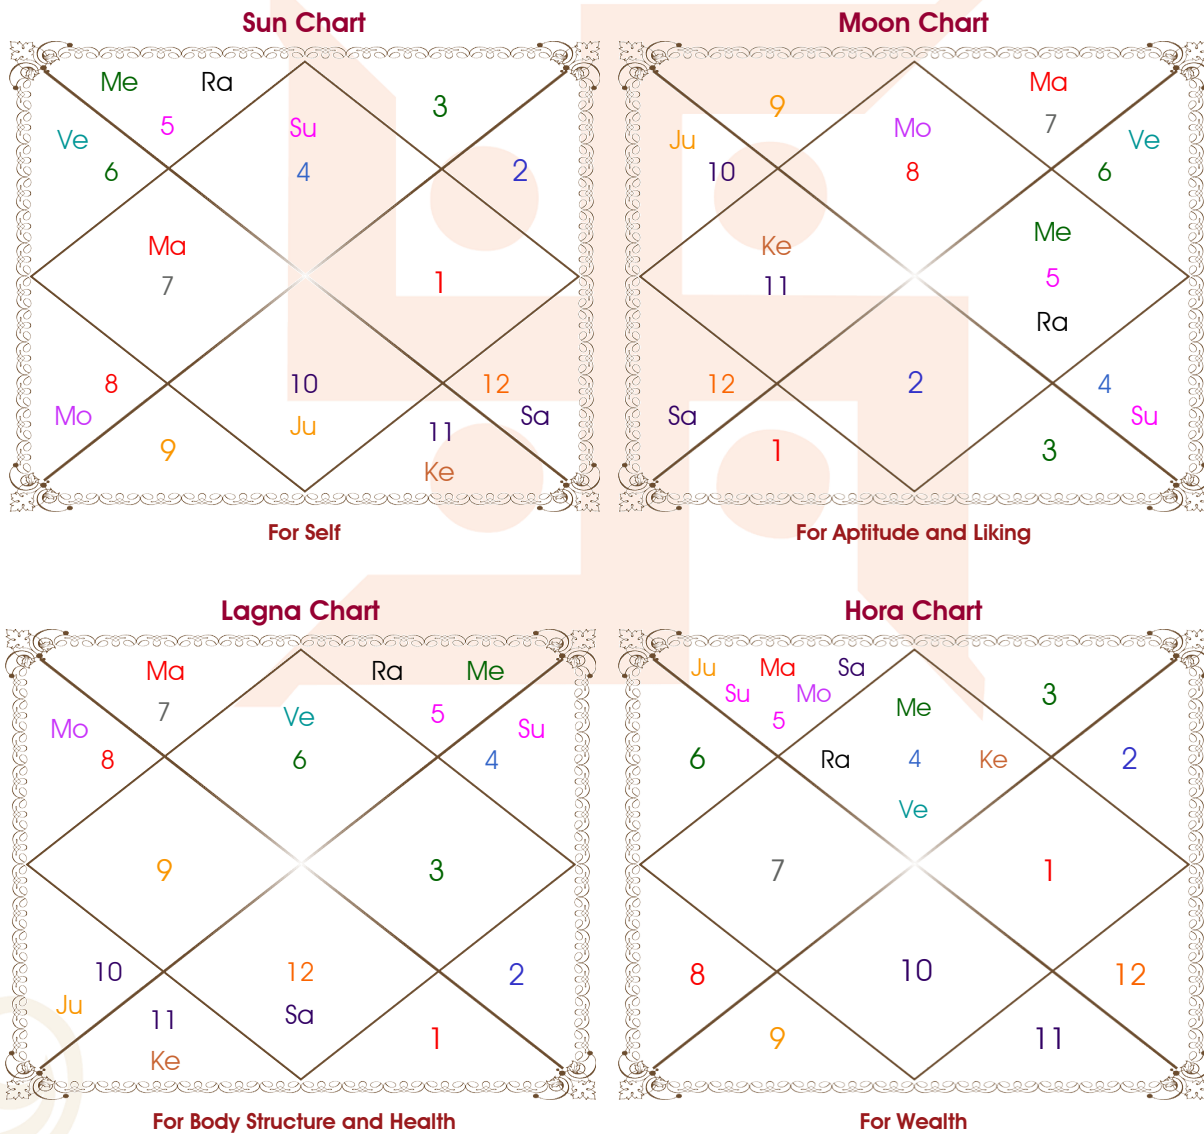 Sun Chart
Me Ra
3
5
Su
Ve
6
4
2
Ma
7
1
8
10
12
Mo
Ju
Sa
11
9
Ke
For Self
Moon Chart
Ma
9
7
Mo
Ju
Ve
10
8
6
Me
Ke
5
11
Ra
12
2
4
Sa
Su
1
3
For Aptitude and Liking
Lagna Chart
Ma
Ra Me
7
5
Ve
Mo
Su
8
6
4
9
3
10
12
2
Ju
Sa
11
1
Ke
For Body Structure and Health
Hora Chart
Ju Ma Sa
Su Mo
3
Me
5
6
Ra 4 Ke
2
Ve
7
1
8
10
12
9
11
For Wealth